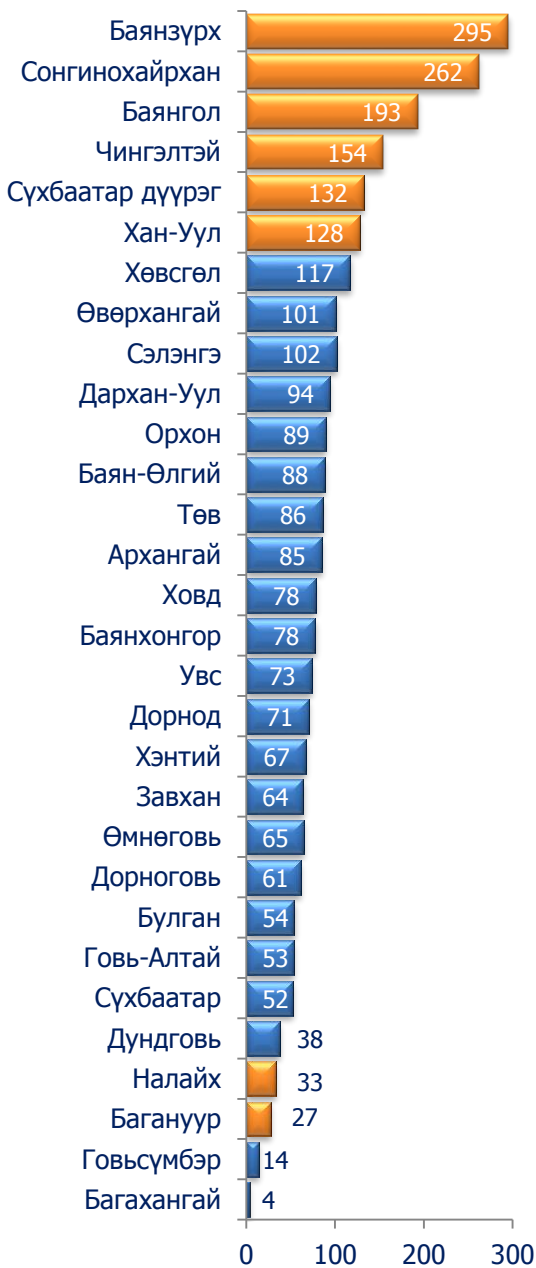 Баянзүрх 295
Сонгинохайрхан 262
Баянгол 193
Чингэлтэй 154
Сүхбаатар дүүрэг 132
Хан-Уул 128
Хөвсгөл 117
Өвөрхангай 101
Сэлэнгэ 102
Дархан-Уул 94
Орхон 89
Баян-Өлгий 88
Төв 86
Архангай 85
Ховд 78
Баянхонгор 78
Увс 73
Дорнод 71
Хэнтий 67
Завхан 64
Өмнөговь 65
Дорноговь 61
Булган 54
Говь-Алтай 53
Сүхбаатар 52
Дундговь 38
Налайх 33
Багануур 27
Говьсүмбэр 14
Багахангай 4
0 100 200 300